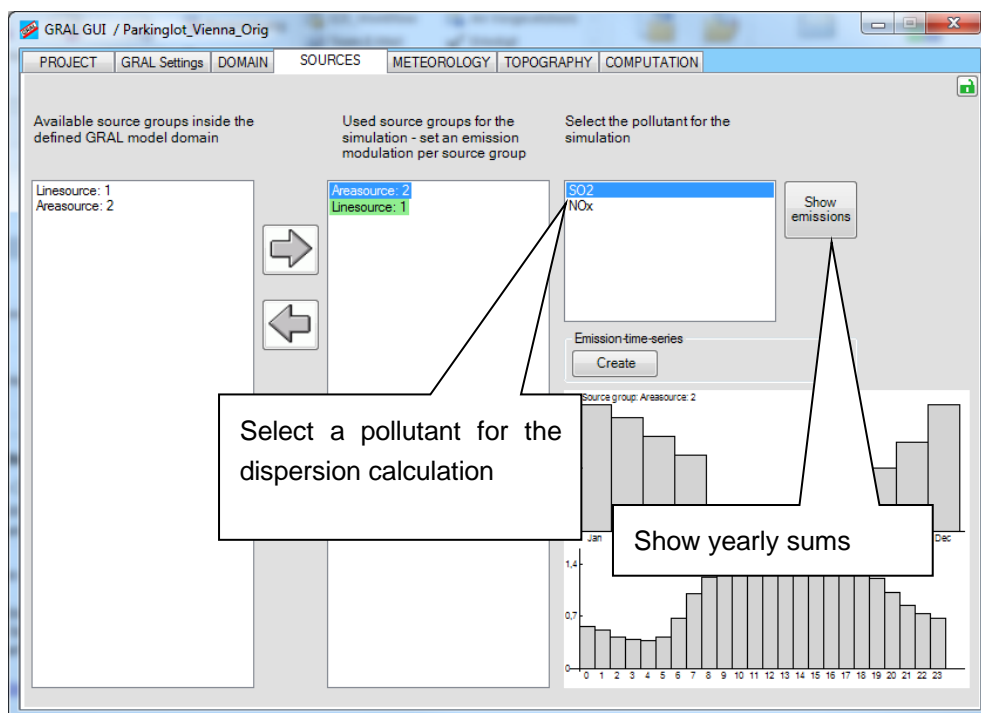 GRAL GUI / Parkinglot_Vienna_Orig
PROJECT GRAL Settings DOMAIN SOURCES METEOROLOGY TOPOGRAPHY COMPUTATION
Available source groups inside the
defined GRAL model domain
Used source groups for the
simulation - set an emission
modulation per source group
Select the pollutant for the
simulation
Linesource: 1
Areasource: 2
Areasource: 2
Linesource: 1
SO2
NOx
Show
emissions
Emission-time-series
Create
Source group: Areasource: 2
Select a pollutant for the
dispersion calculation
Show yearly sums
Jan Dec
1,4
0,7
0
0 1 2 3 4 5 6 7 8 9 10 11 12 13 14 15 16 17 18 19 20 21 22 23